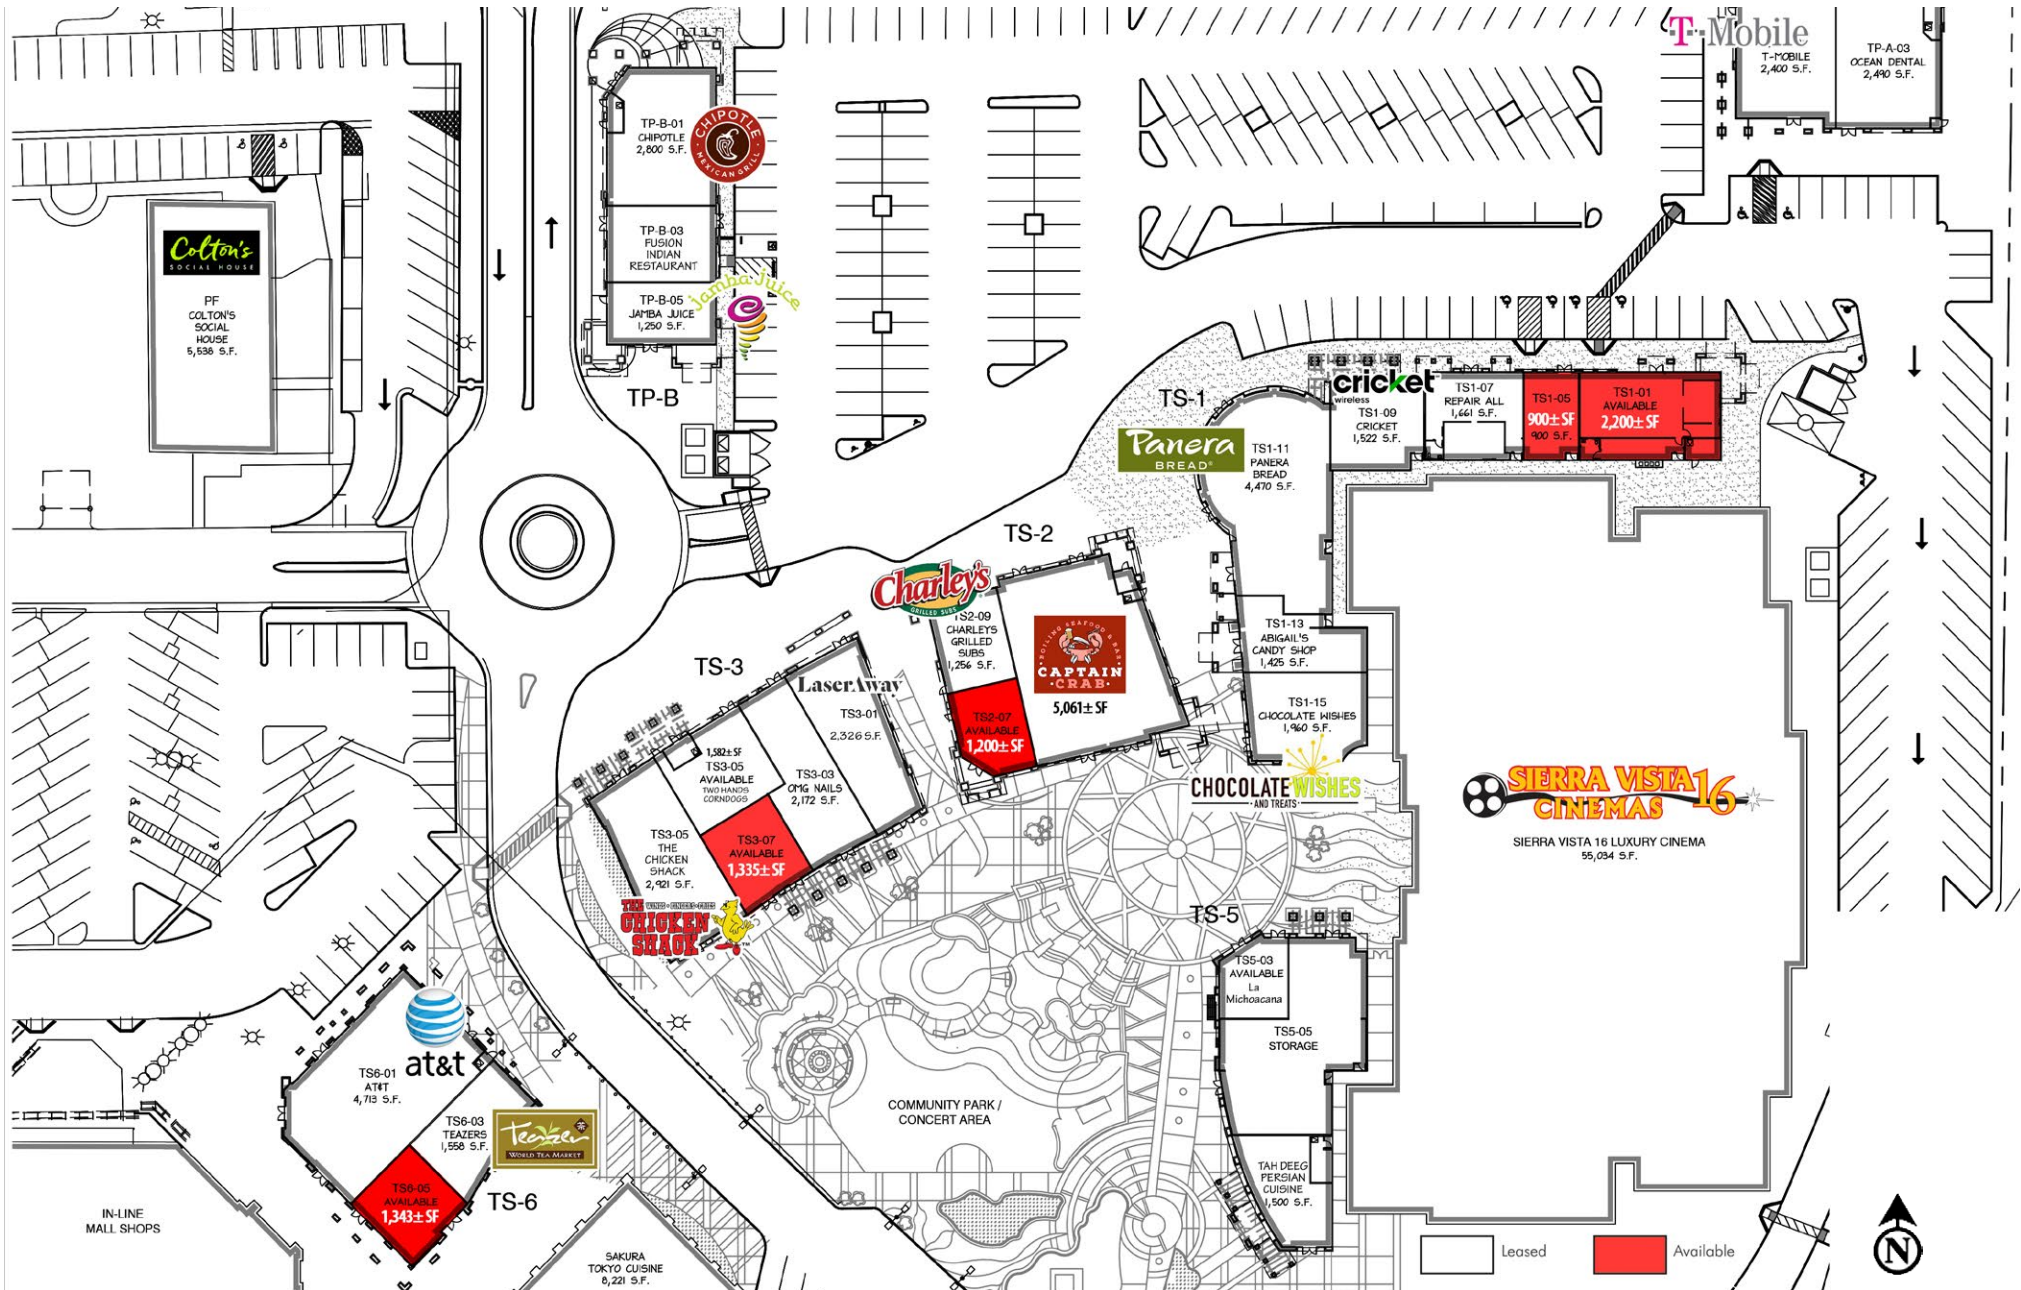 T-Mobile
T-MOBILE
2,400 S.F.
TP-A-03
OCEAN DENTAL
2,490 S.F.
TP-B-01
CHIPOTLE
2,800 S.F.
CHIPOTLE
MEXICAN GRILL
Colton's
SOCIAL HOUSE
PF
COLTON'S
SOCIAL
HOUSE
5,538 S.F.
TP-B-03
FUSION
INDIAN
RESTAURANT
TP-B-05
JAMBA JUICE
1,250 S.F.
jamba juice
TP-B
TS-1
cricket
wireless
TS1-09
CRICKET
1,522 S.F.
TS1-07
REPAIR ALL
1,661 S.F.
TS1-05
900± SF
900 S.F.
TS1-01
AVAILABLE
2,200± SF
Panera
BREAD®
TS1-11
PANERA
BREAD
4,470 S.F.
TS-2
Charley's
GRILLED SUBS
TS2-09
CHARLEYS
GRILLED
SUBS
1,256 S.F.
BOILING SEAFOOD & BAR
CAPTAIN
CRAB
5,061± SF
TS2-07
AVAILABLE
1,200± SF
TS1-13
ABIGAIL'S
CANDY SHOP
1,425 S.F.
TS1-15
CHOCOLATE WISHES
1,960 S.F.
CHOCOLATE WISHES
AND TREATS
TS-3
LaserAway
TS3-01
2,326 S.F.
1,582± SF
TS3-05
AVAILABLE
TWO HANDS
CORNDOGS
TS3-03
OMG NAILS
2,172 S.F.
TS3-05
THE
CHICKEN
SHACK
2,921 S.F.
TS3-07
AVAILABLE
1,335± SF
THE WINGS • FINGERS • FRIES
CHICKEN
SHACK™
SIERRA VISTA 16
CINEMAS
SIERRA VISTA 16 LUXURY CINEMA
55,034 S.F.
TS-5
TS5-03
AVAILABLE
La
Michoacana
TS5-05
STORAGE
TAH DEEG
PERSIAN
CUISINE
1,500 S.F.
COMMUNITY PARK /
CONCERT AREA
at&t
TS6-01
AT&T
4,713 S.F.
TS6-03
TEAZERS
1,558 S.F.
Teazer
WORLD TEA MARKET
TS6-05
AVAILABLE
1,343± SF
TS-6
IN-LINE
MALL SHOPS
SAKURA
TOKYO CUISINE
8,221 S.F.
Leased
Available
N